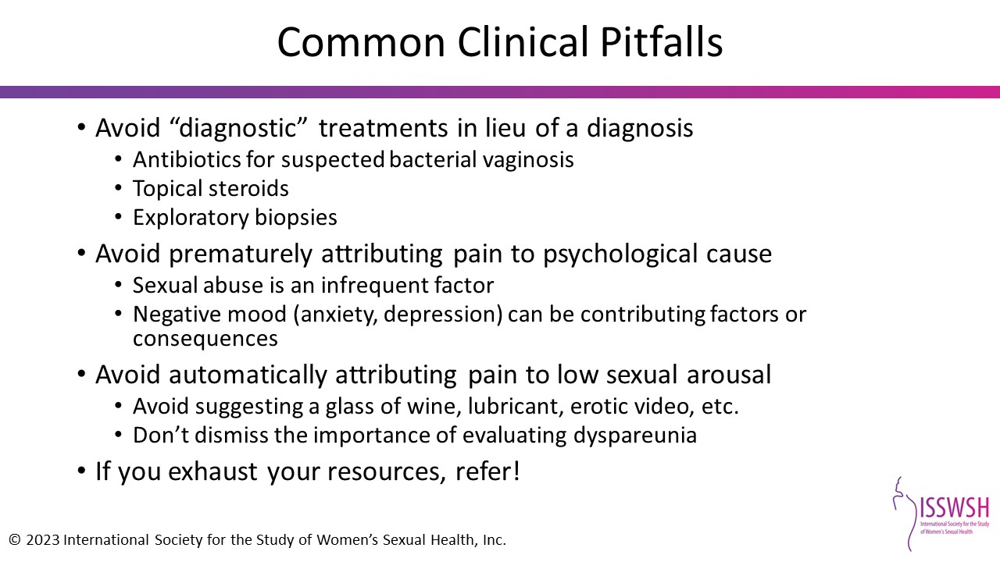 Common Clinical Pitfalls
• Avoid “diagnostic” treatments in lieu of a diagnosis
• Antibiotics for suspected bacterial vaginosis
• Topical steroids
• Exploratory biopsies
• Avoid prematurely attributing pain to psychological cause
• Sexual abuse is an infrequent factor
• Negative mood (anxiety, depression) can be contributing factors or
consequences
• Avoid automatically attributing pain to low sexual arousal
• Avoid suggesting a glass of wine, lubricant, erotic video, etc.
• Don’t dismiss the importance of evaluating dyspareunia
• If you exhaust your resources, refer!
ISSWSH
International Society for the Study
of Women’s Sexual Health
© 2023 International Society for the Study of Women’s Sexual Health, Inc.